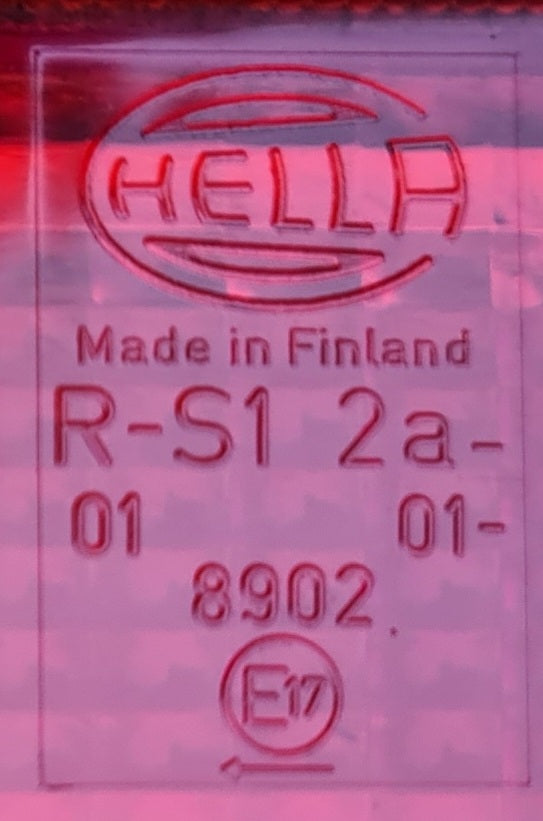 HELLA
Made in Finland
R-S1 2a-
01 01-
8902
E17